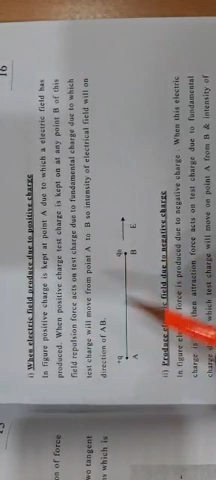 16
i) When electric field produce due to positive charge
In figure positive charge is kept at point A due to which a electric field has
produced. When positive charge test charge is kept on at any point B of this
field repulsion force acts on test charge due to fundamental charge due to which
test charge will move from point A to B so intensity of electrical field will on
direction of AB.
+q q₀
A B E
ii) Produce field due to negative charge
In figure ele force is produced due to negative charge. When this electric
charge is then attraction force acts on test charge due to fundamental
charge d which test charge will move on point A from B & intensity of
15
on of force
wo tangent
s which is